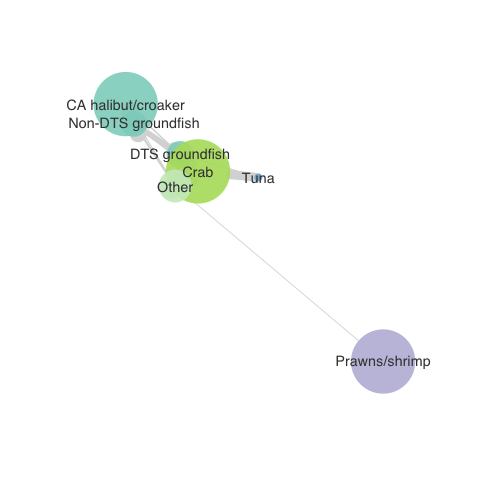 CA halibut/croaker
Non-DTS groundfish
DTS groundfish
Crab
Tuna
Other
Prawns/shrimp